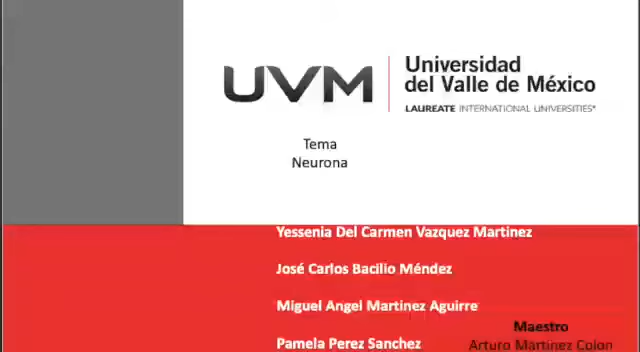 UVM
Universidad
del Valle de México
LAUREATE INTERNATIONAL UNIVERSITIES®
Tema
Neurona
Yessenia Del Carmen Vazquez Martinez
José Carlos Bacilio Méndez
Miguel Angel Martinez Aguirre
Pamela Perez Sanchez
Maestro
Arturo Martinez Colon